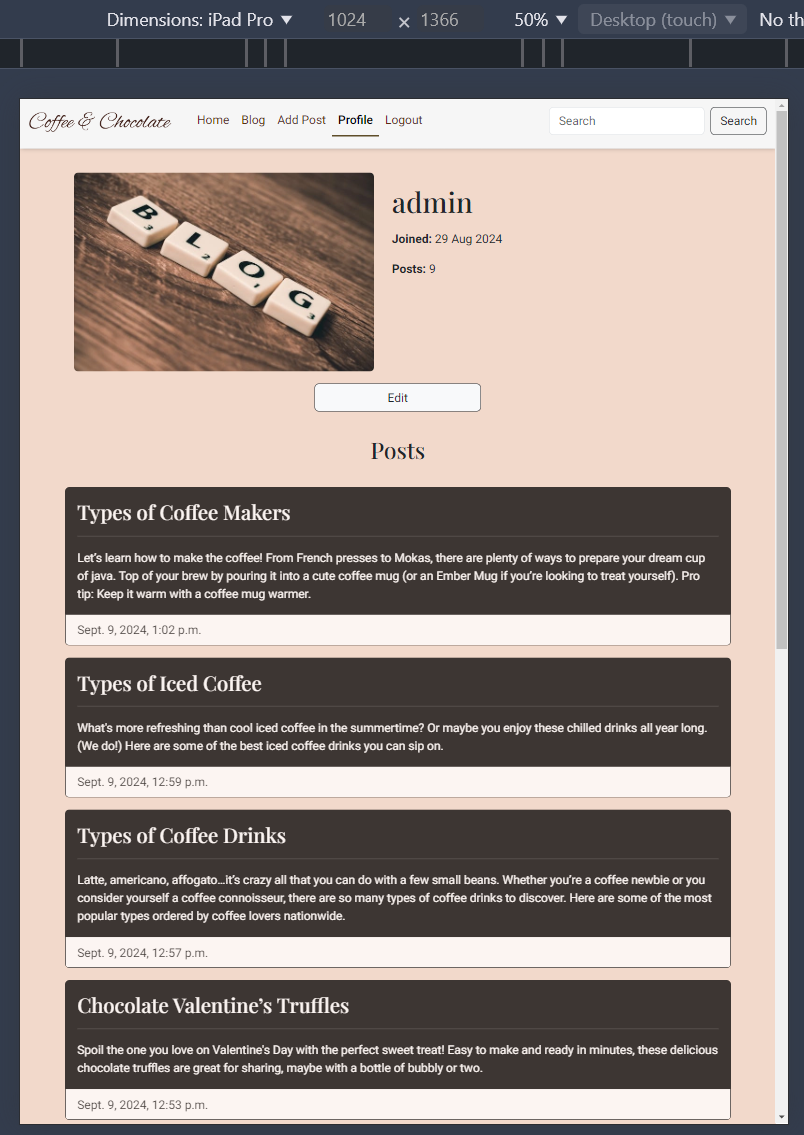 Dimensions: iPad Pro ▼ 1024 × 1366 50% ▼ Desktop (touch) ▼ No th
Coffee & Chocolate Home Blog Add Post Profile Logout Search Search
B3
L2
O
G3
admin
Joined: 29 Aug 2024
Posts: 9
Edit
Posts
Types of Coffee Makers
Let’s learn how to make the coffee! From French presses to Mokas, there are plenty of ways to prepare your dream cup
of java. Top of your brew by pouring it into a cute coffee mug (or an Ember Mug if you’re looking to treat yourself). Pro
tip: Keep it warm with a coffee mug warmer.
Sept. 9, 2024, 1:02 p.m.
Types of Iced Coffee
What's more refreshing than cool iced coffee in the summertime? Or maybe you enjoy these chilled drinks all year long.
(We do!) Here are some of the best iced coffee drinks you can sip on.
Sept. 9, 2024, 12:59 p.m.
Types of Coffee Drinks
Latte, americano, affogato…it’s crazy all that you can do with a few small beans. Whether you’re a coffee newbie or you
consider yourself a coffee connoisseur, there are so many types of coffee drinks to discover. Here are some of the most
popular types ordered by coffee lovers nationwide.
Sept. 9, 2024, 12:57 p.m.
Chocolate Valentine’s Truffles
Spoil the one you love on Valentine's Day with the perfect sweet treat! Easy to make and ready in minutes, these delicious
chocolate truffles are great for sharing, maybe with a bottle of bubbly or two.
Sept. 9, 2024, 12:53 p.m.